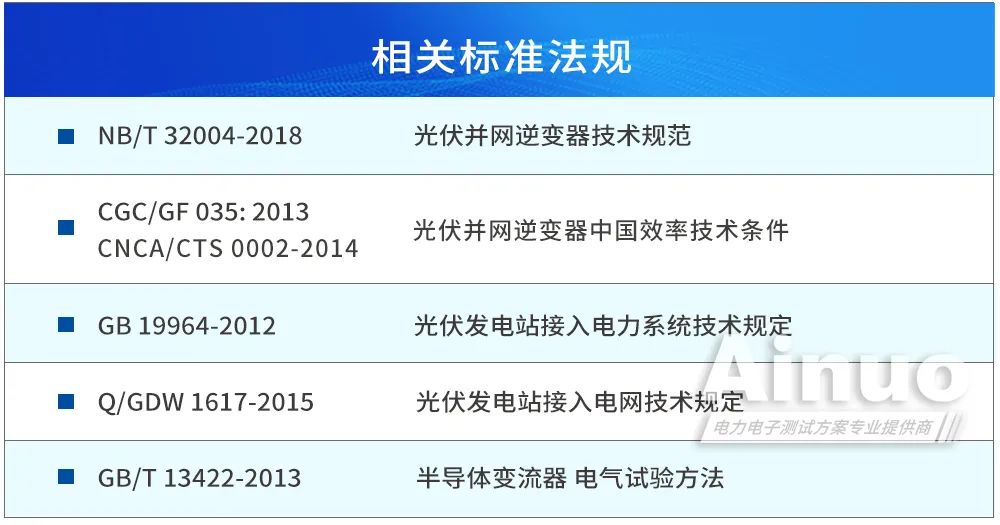 相关标准法规
NB/T 32004-2018 光伏并网逆变器技术规范
CGC/GF 035: 2013
CNCA/CTS 0002-2014 光伏并网逆变器中国效率技术条件
GB 19964-2012 光伏发电站接入电力系统技术规定
Q/GDW 1617-2015 光伏发电站接入电网技术规定
GB/T 13422-2013 半导体变流器 电气试验方法
Ainuo
电力电子测试方案专业提供商